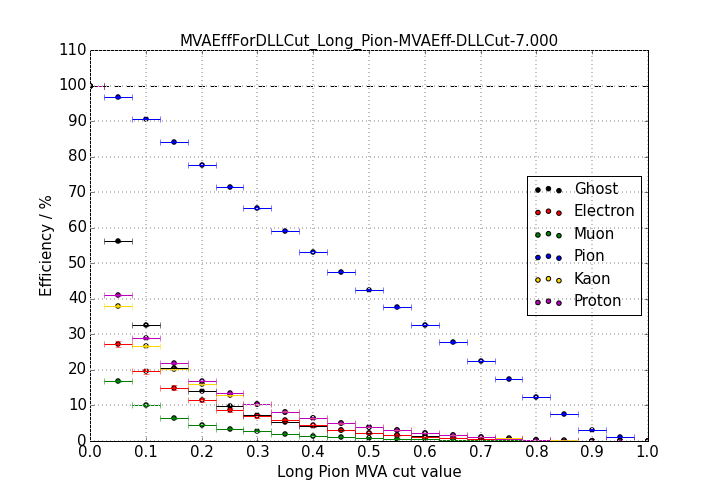 MVAEffForDLLCut_Long_Pion-MVAEff-DLLCut-7.000
110
100
90
80
70
60
50
40
30
20
10
0
Efficiency / %
Ghost
Electron
Muon
Pion
Kaon
Proton
0.0 0.1 0.2 0.3 0.4 0.5 0.6 0.7 0.8 0.9 1.0
Long Pion MVA cut value